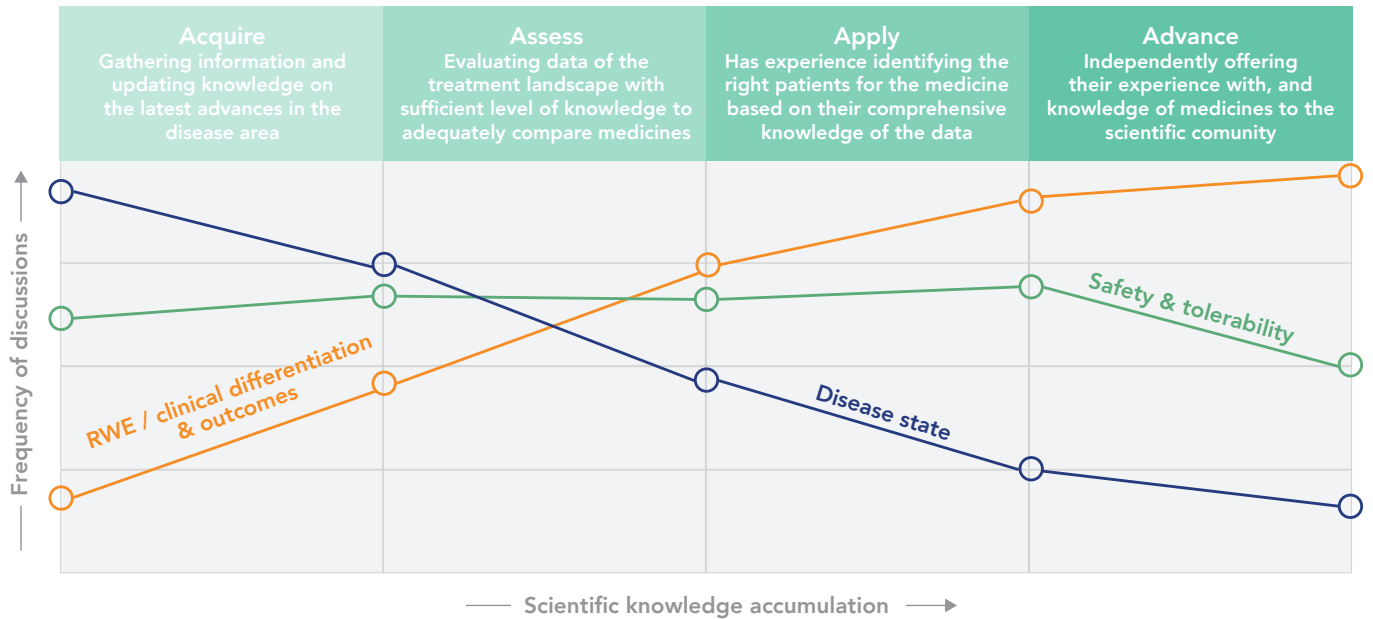 Acquire
Gathering information and
updating knowledge on
the latest advances in the
disease area
Assess
Evaluating data of the
treatment landscape with
sufficient level of knowledge to
adequately compare medicines
Apply
Has experience identifying the
right patients for the medicine
based on their comprehensive
knowledge of the data
Advance
Independently offering
their experience with, and
knowledge of medicines to the
scientific comunity
Frequency of discussions
RWE / clinical differentiation
& outcomes
Disease state
Safety & tolerability
Scientific knowledge accumulation